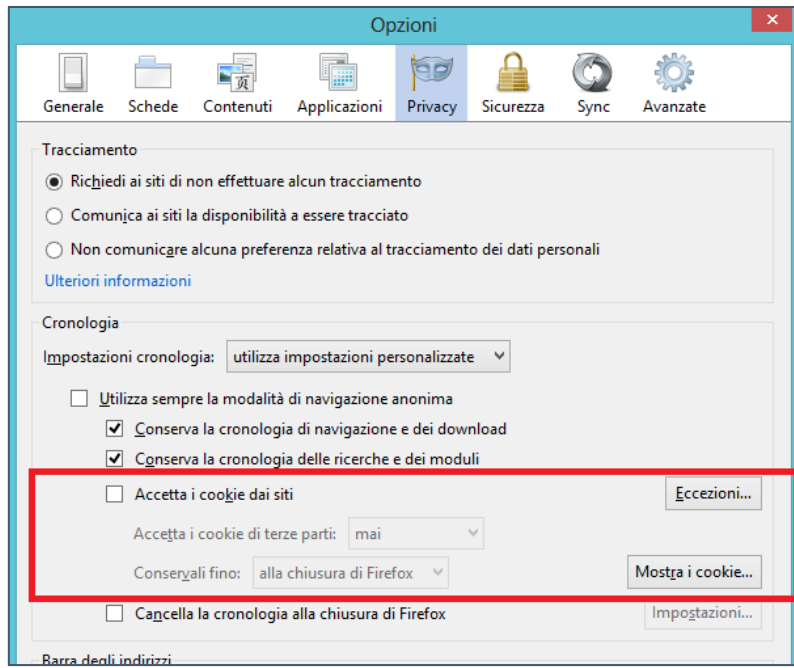 Opzioni
Generale Schede Contenuti Applicazioni Privacy Sicurezza Sync Avanzate
Tracciamento
Richiedi ai siti di non effettuare alcun tracciamento
Comunica ai siti la disponibilità a essere tracciato
Non comunicare alcuna preferenza relativa al tracciamento dei dati personali
Ulteriori informazioni
Cronologia
Impostazioni cronologia: utilizza impostazioni personalizzate
Utilizza sempre la modalità di navigazione anonima
Conserva la cronologia di navigazione e dei download
Conserva la cronologia delle ricerche e dei moduli
Accetta i cookie dai siti Eccezioni...
Accetta i cookie di terze parti: mai
Conservali fino: alla chiusura di Firefox Mostra i cookie...
Cancella la cronologia alla chiusura di Firefox Impostazioni...
Barra degli indirizzi